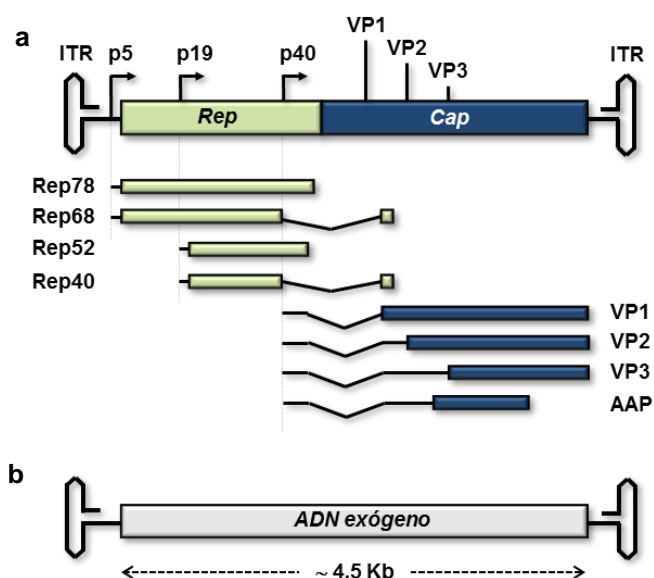 a
ITR p5 p19 p40 VP1 VP2 VP3 ITR
Rep Cap
Rep78
Rep68
Rep52
Rep40
VP1
VP2
VP3
AAP
b
ADN exógeno
~ 4.5 Kb